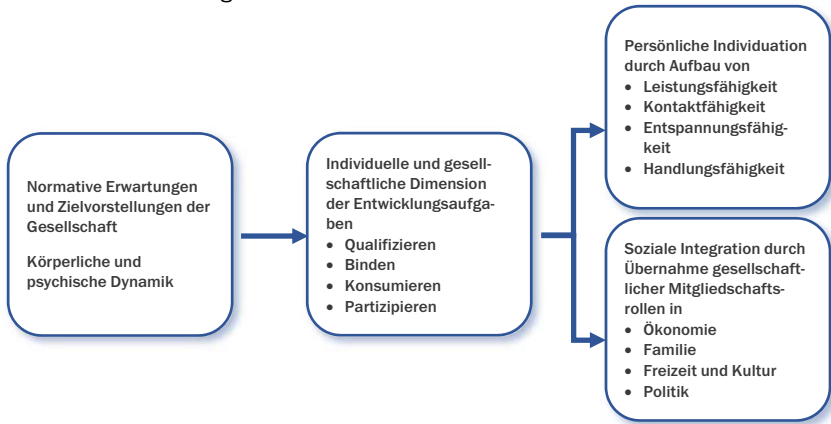 Normative Erwartungen
und Zielvorstellungen der
Gesellschaft
Körperliche und
psychische Dynamik
Individuelle und gesell-
schaftliche Dimension
der Entwicklungsaufga-
ben
• Qualifizieren
• Binden
• Konsumieren
• Partizipieren
Persönliche Individuation
durch Aufbau von
• Leistungsfähigkeit
• Kontaktfähigkeit
• Entspannungsfähig-
keit
• Handlungsfähigkeit
Soziale Integration durch
Übernahme gesellschaft-
licher Mitgliedschafts-
rollen in
• Ökonomie
• Familie
• Freizeit und Kultur
• Politik